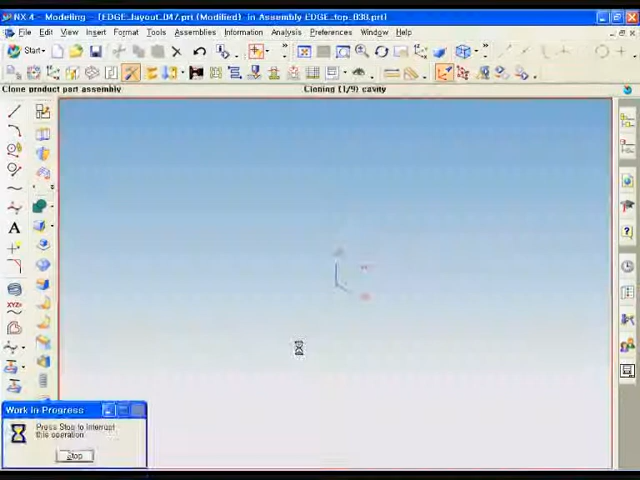 NX 4 - Modeling - [EDGE_layout_047.prt (Modified) in Assembly EDGE_top_038.prt]
File Edit View Insert Format Tools Assemblies Information Analysis Preferences Window Help
Start
Clone product part assembly
Cloning (1/9) cavity
A
XYZ
Work in Progress
Press Stop to interrupt
this operation
Stop